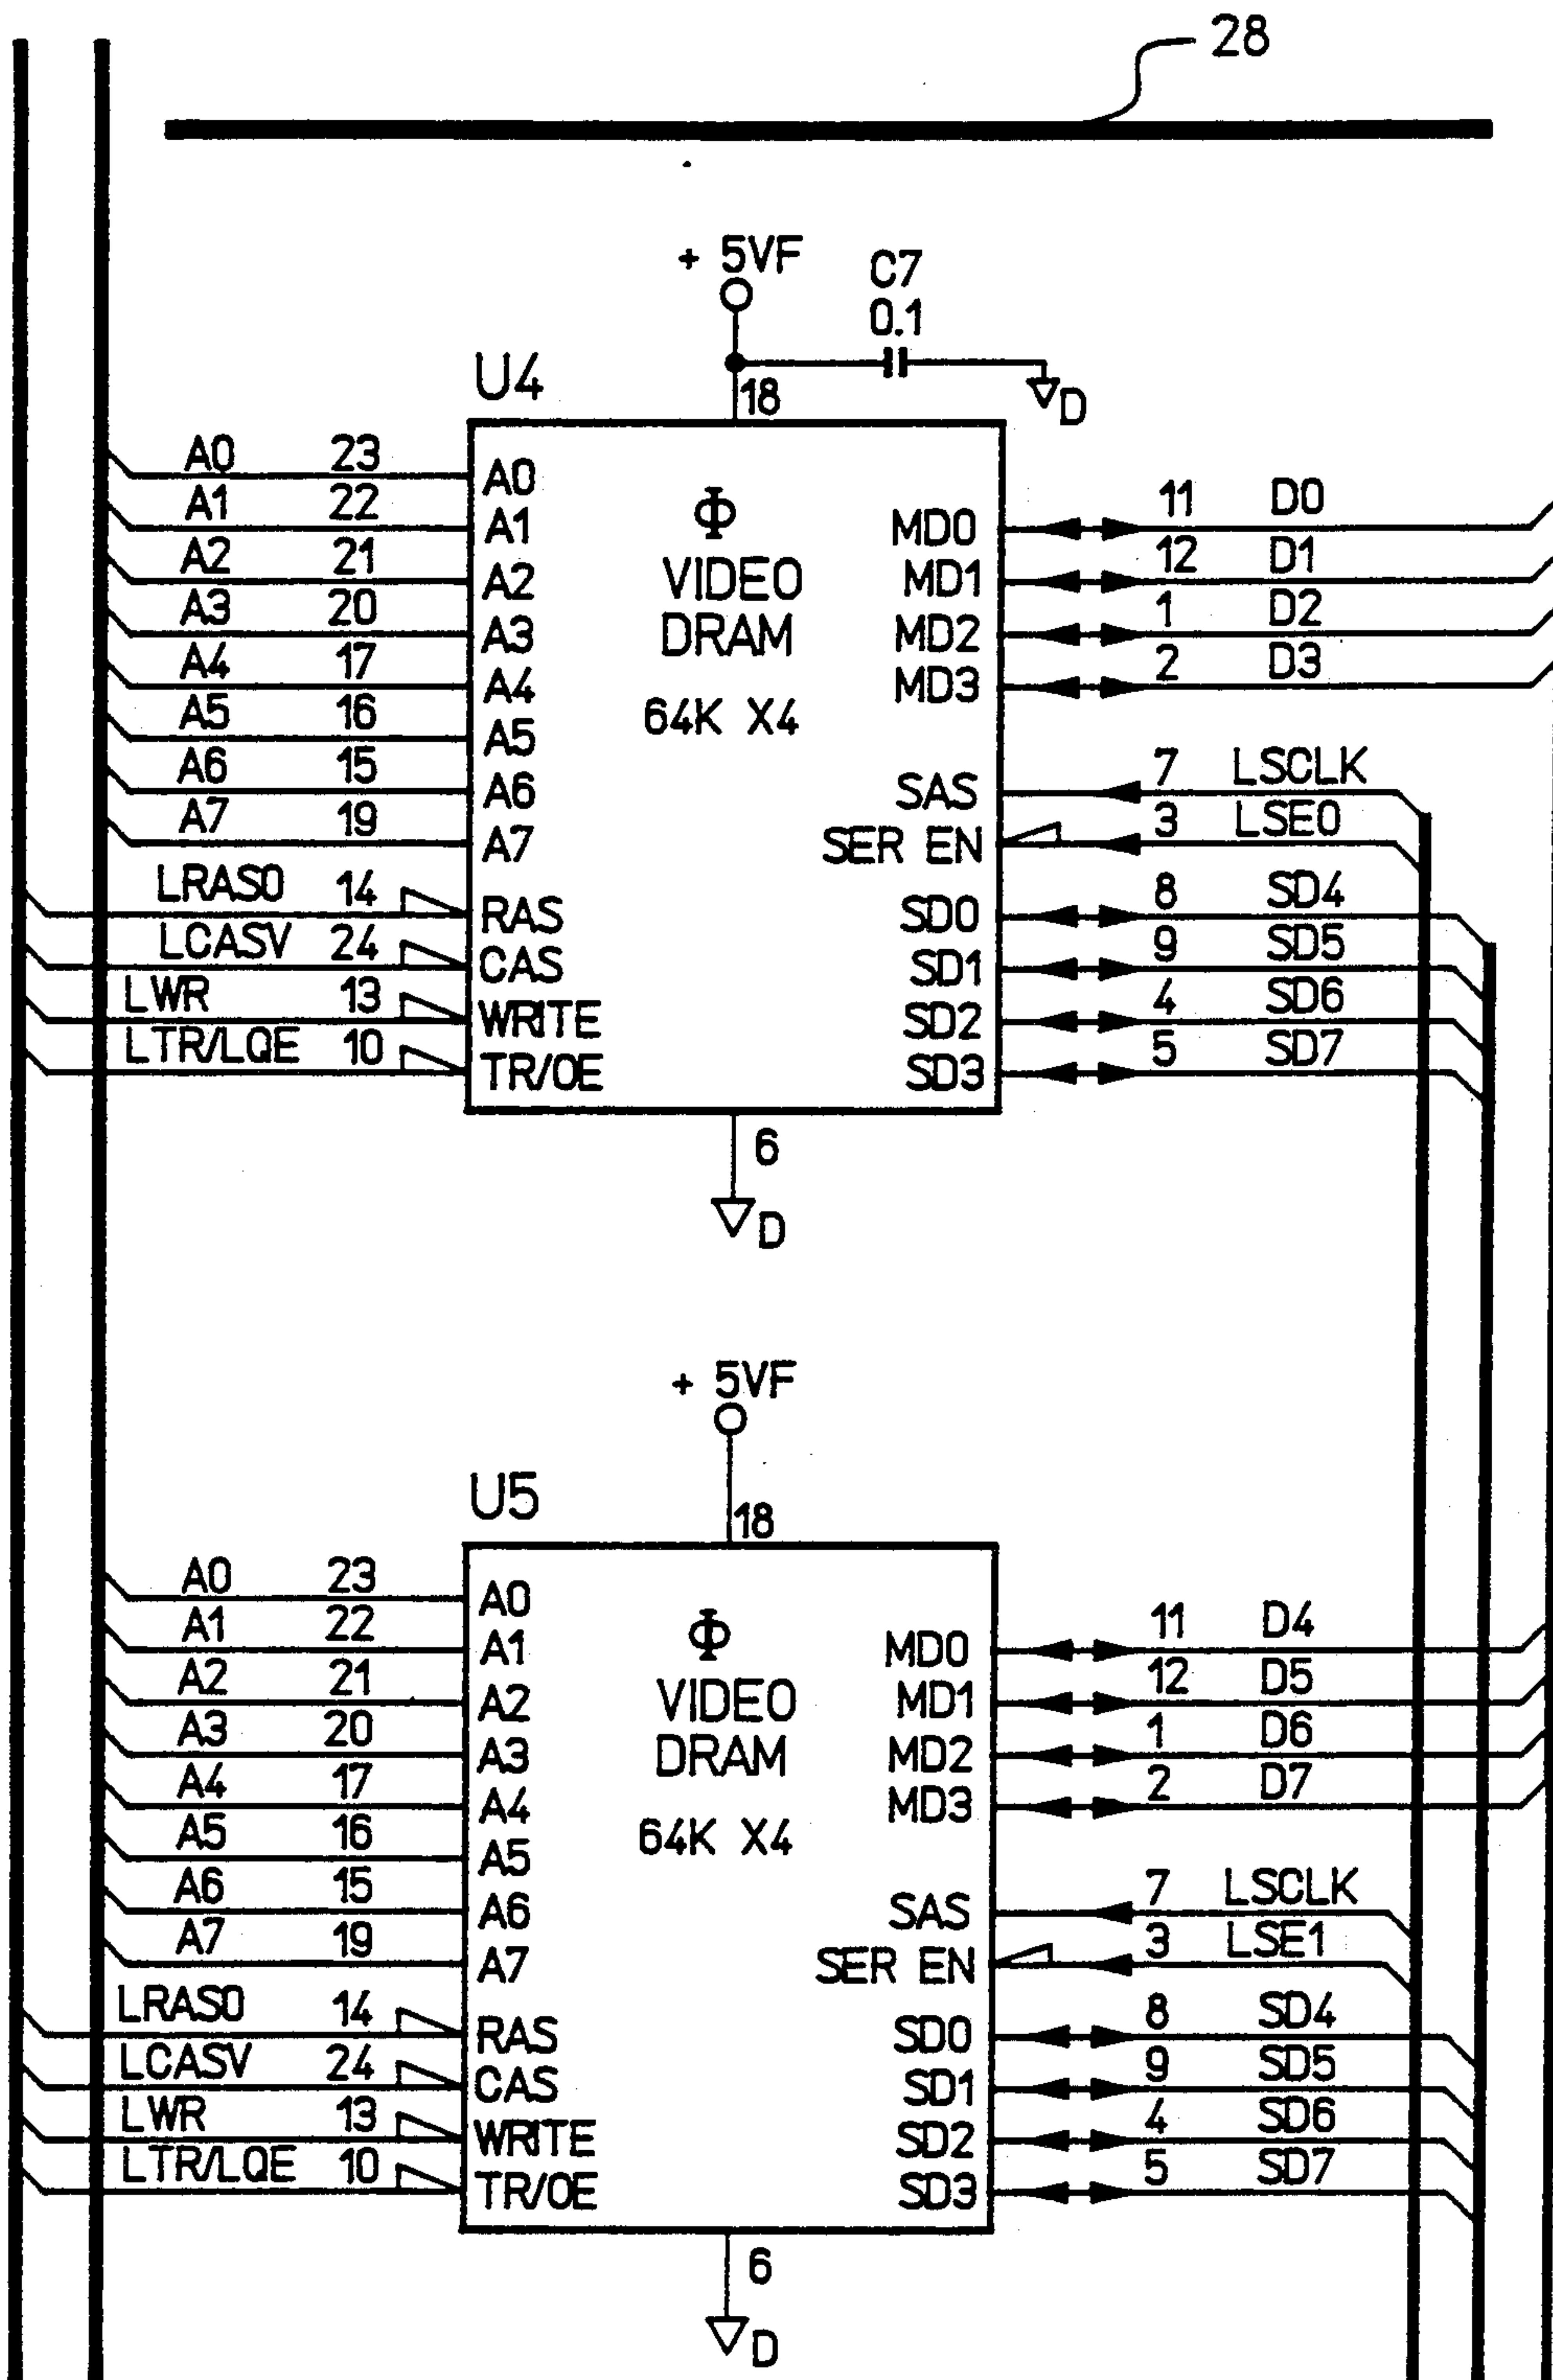 28
+ 5VF
C7
0.1
U4
18
D
A0 23 A0
A1 22 A1
A2 21 A2
A3 20 A3
A4 17 A4
A5 16 A5
A6 15 A6
A7 19 A7
LRAS0 14 RAS
LCASV 24 CAS
LWR 13 WRITE
LTR/LQE 10 TR/OE
Φ
VIDEO
DRAM
64K X4
MD0 11 D0
MD1 12 D1
MD2 1 D2
MD3 2 D3
SAS 7 LSCLK
SER EN 3 LSE0
SD0 8 SD4
SD1 9 SD5
SD2 4 SD6
SD3 5 SD7
6
D
+ 5VF
U5
18
A0 23 A0
A1 22 A1
A2 21 A2
A3 20 A3
A4 17 A4
A5 16 A5
A6 15 A6
A7 19 A7
LRAS0 14 RAS
LCASV 24 CAS
LWR 13 WRITE
LTR/LQE 10 TR/OE
Φ
VIDEO
DRAM
64K X4
MD0 11 D4
MD1 12 D5
MD2 1 D6
MD3 2 D7
SAS 7 LSCLK
SER EN 3 LSE1
SD0 8 SD4
SD1 9 SD5
SD2 4 SD6
SD3 5 SD7
6
D